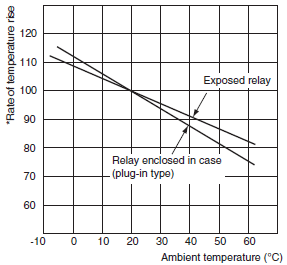 *Rate of temperature rise
120
110
100
90
80
70
60
Exposed relay
Relay enclosed in case
(plug-in type)
-10 0 10 20 30 40 50 60
Ambient temperature (°C)